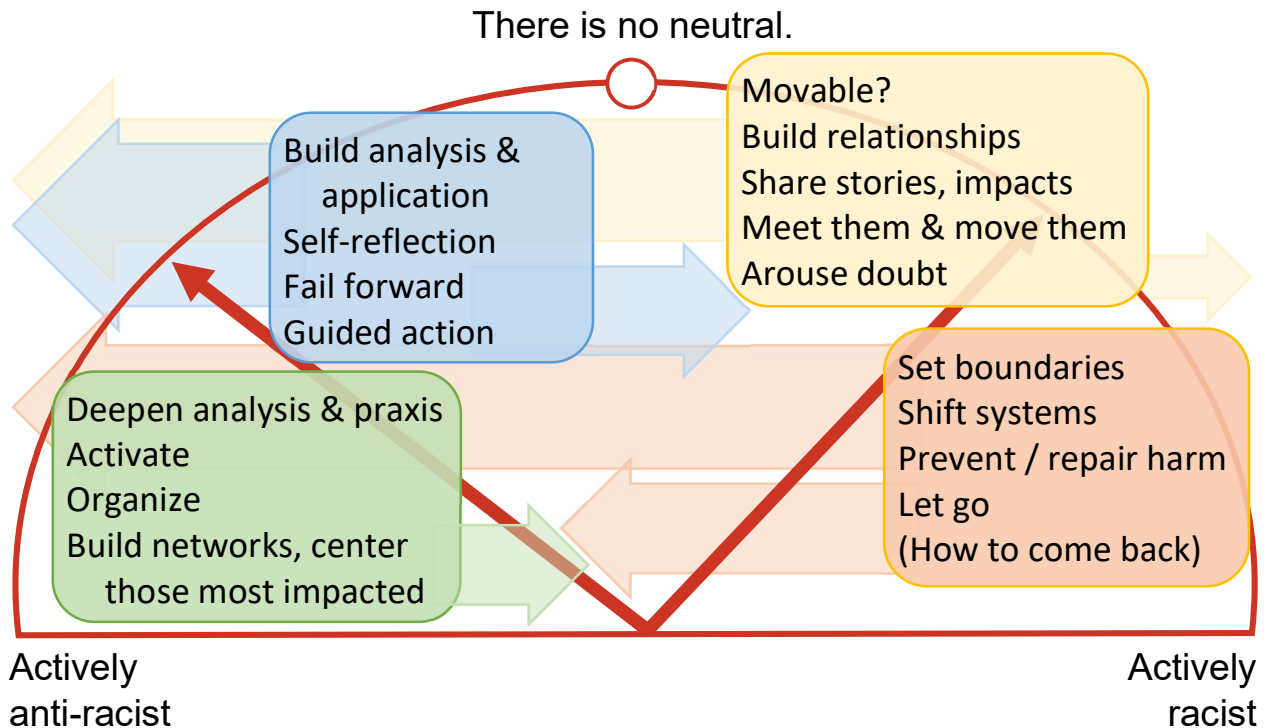 There is no neutral.
Build analysis &
application
Self-reflection
Fail forward
Guided action
Movable?
Build relationships
Share stories, impacts
Meet them & move them
Arouse doubt
Deepen analysis & praxis
Activate
Organize
Build networks, center
those most impacted
Set boundaries
Shift systems
Prevent / repair harm
Let go
(How to come back)
Actively
anti-racist
Actively
racist